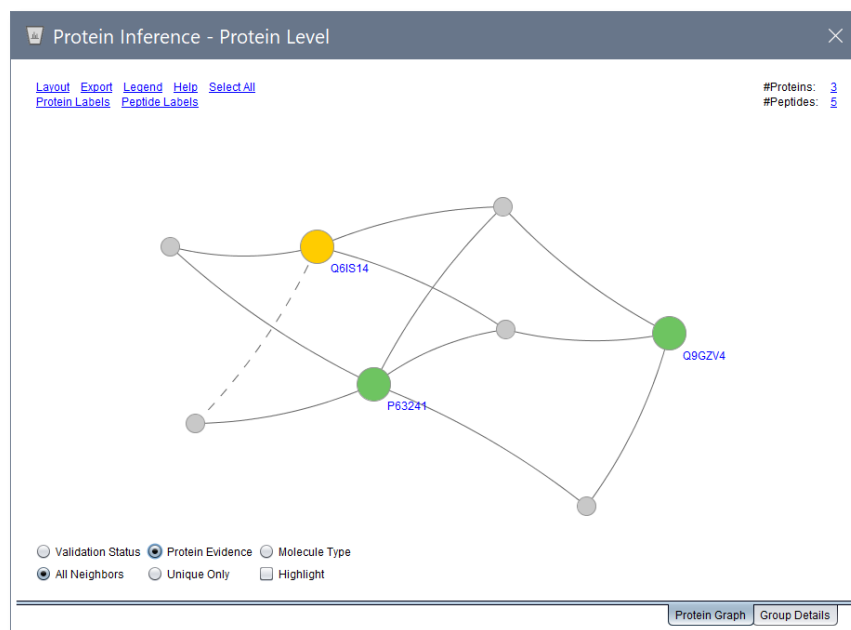 Protein Inference - Protein Level
Layout Export Legend Help Select All #Proteins: 3
Protein Labels Peptide Labels #Peptides: 5
Q6IS14
Q9GZV4
P63241
Validation Status Protein Evidence Molecule Type
All Neighbors Unique Only Highlight
Protein Graph Group Details